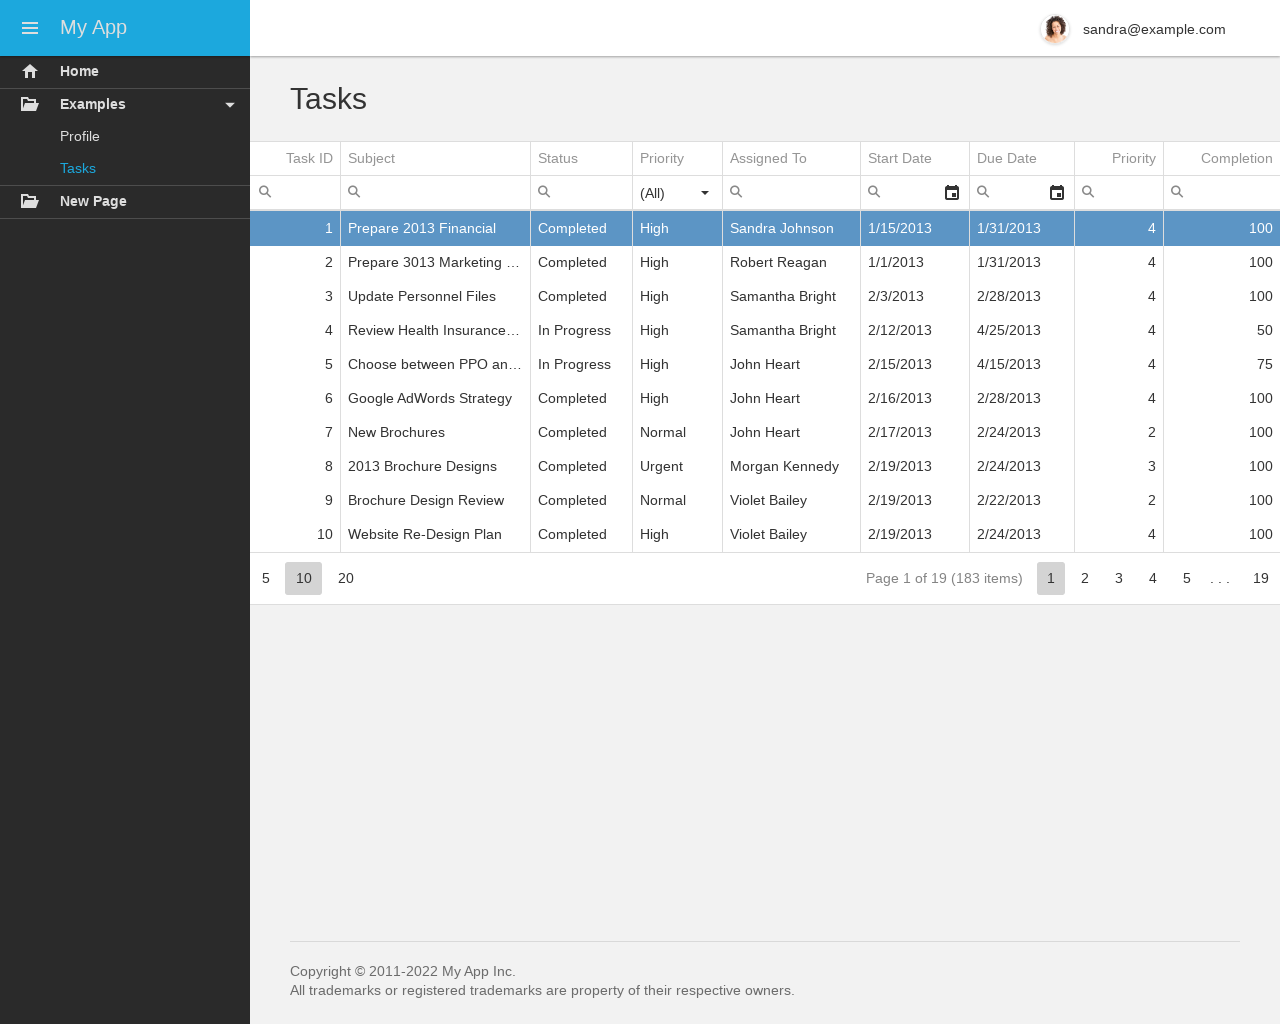 My App
sandra@example.com
Home
Examples
Profile
Tasks
New Page
Tasks
Task ID Subject Status Priority Assigned To Start Date Due Date Priority Completion
(All)
1 Prepare 2013 Financial Completed High Sandra Johnson 1/15/2013 1/31/2013 4 100
2 Prepare 3013 Marketing … Completed High Robert Reagan 1/1/2013 1/31/2013 4 100
3 Update Personnel Files Completed High Samantha Bright 2/3/2013 2/28/2013 4 100
4 Review Health Insurance… In Progress High Samantha Bright 2/12/2013 4/25/2013 4 50
5 Choose between PPO an… In Progress High John Heart 2/15/2013 4/15/2013 4 75
6 Google AdWords Strategy Completed High John Heart 2/16/2013 2/28/2013 4 100
7 New Brochures Completed Normal John Heart 2/17/2013 2/24/2013 2 100
8 2013 Brochure Designs Completed Urgent Morgan Kennedy 2/19/2013 2/24/2013 3 100
9 Brochure Design Review Completed Normal Violet Bailey 2/19/2013 2/22/2013 2 100
10 Website Re-Design Plan Completed High Violet Bailey 2/19/2013 2/24/2013 4 100
5 10 20 Page 1 of 19 (183 items) 1 2 3 4 5 . . . 19
Copyright © 2011-2022 My App Inc.
All trademarks or registered trademarks are property of their respective owners.